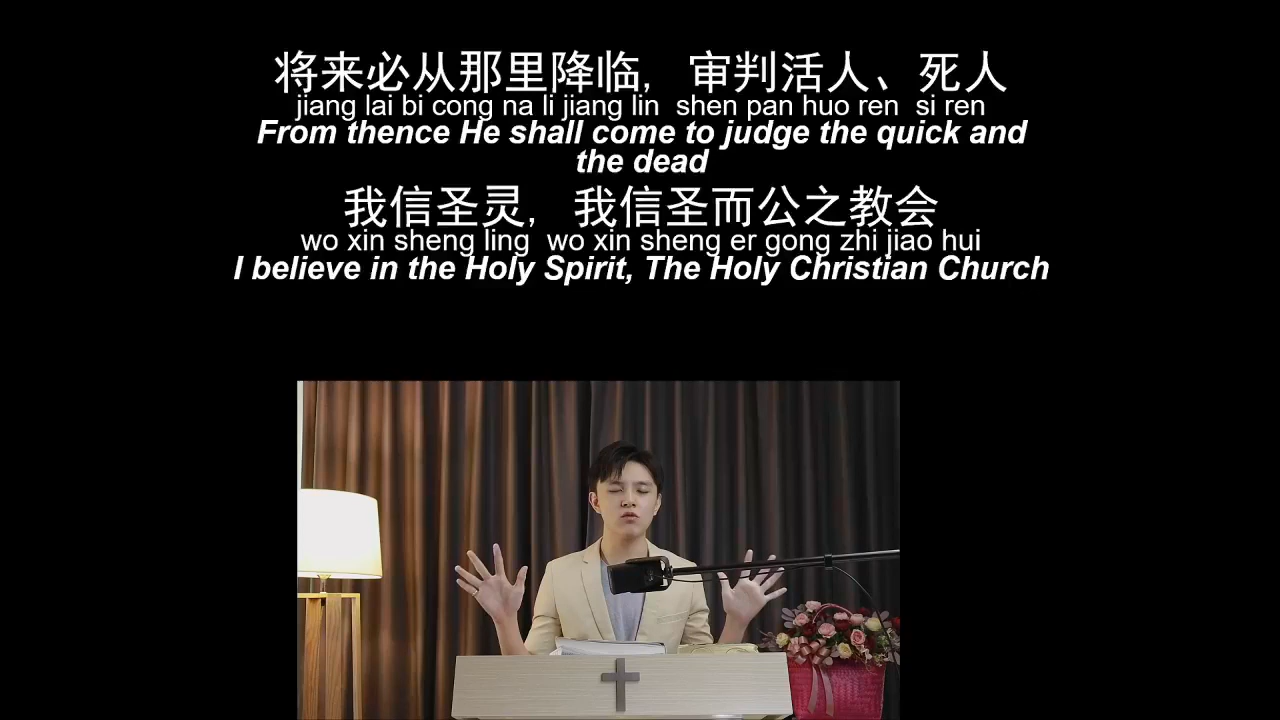 将来必从那里降临, 审判活人、死人
jiang lai bi cong na li jiang lin  shen pan huo ren  si ren
From thence He shall come to judge the quick and
the dead
我信圣灵, 我信圣而公之教会
wo xin sheng ling  wo xin sheng er gong zhi jiao hui
I believe in the Holy Spirit, The Holy Christian Church